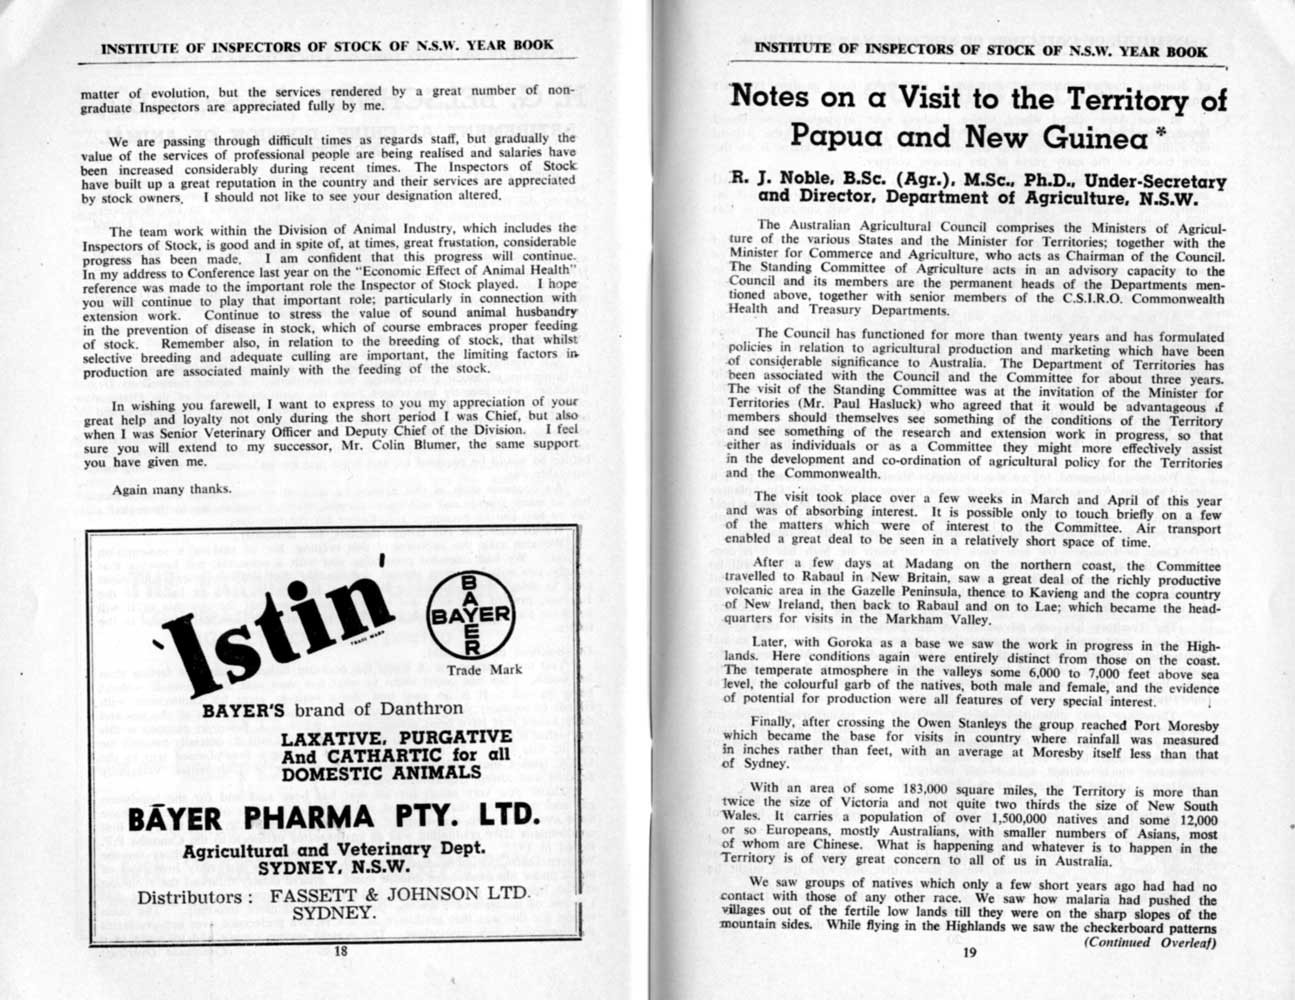 INSTITUTE OF INSPECTORS OF STOCK OF N.S.W. YEAR BOOK
matter of evolution, but the services rendered by a great number of non-
graduate Inspectors are appreciated fully by me.
We are passing through difficult times as regards staff, but gradually the
value of the services of professional people are being realised and salaries have
been increased considerably during recent times. The Inspectors of Stock
have built up a great reputation in the country and their services are appreciated
by stock owners. I should not like to see your designation altered.
The team work within the Division of Animal Industry, which includes the
Inspectors of Stock, is good and in spite of, at times, great frustation, considerable
progress has been made. I am confident that this progress will continue.
In my address to Conference last year on the "Economic Effect of Animal Health"
reference was made to the important role the Inspector of Stock played. I hope
you will continue to play that important role; particularly in connection with
extension work. Continue to stress the value of sound animal husbandry
in the prevention of disease in stock, which of course embraces proper feeding
of stock. Remember also, in relation to the breeding of stock, that whilst
selective breeding and adequate culling are important, the limiting factors in
production are associated mainly with the feeding of the stock.
In wishing you farewell, I want to express to you my appreciation of your
great help and loyalty not only during the short period I was Chief, but also
when I was Senior Veterinary Officer and Deputy Chief of the Division. I feel
sure you will extend to my successor, Mr. Colin Blumer, the same support
you have given me.
Again many thanks.
'Istin'
TRADE MARK
BAYER
BAYER
Trade Mark
BAYER'S brand of Danthron
LAXATIVE, PURGATIVE
And CATHARTIC for all
DOMESTIC ANIMALS
BAYER PHARMA PTY. LTD.
Agricultural and Veterinary Dept.
SYDNEY, N.S.W.
Distributors : FASSETT & JOHNSON LTD.
SYDNEY.
18
INSTITUTE OF INSPECTORS OF STOCK OF N.S.W. YEAR BOOK
Notes on a Visit to the Territory of
Papua and New Guinea *
R. J. Noble, B.Sc. (Agr.), M.Sc., Ph.D., Under-Secretary
and Director, Department of Agriculture, N.S.W.
The Australian Agricultural Council comprises the Ministers of Agricul-
ture of the various States and the Minister for Territories; together with the
Minister for Commerce and Agriculture, who acts as Chairman of the Council.
The Standing Committee of Agriculture acts in an advisory capacity to the
Council and its members are the permanent heads of the Departments men-
tioned above, together with senior members of the C.S.I.R.O. Commonwealth
Health and Treasury Departments.
The Council has functioned for more than twenty years and has formulated
policies in relation to agricultural production and marketing which have been
of considerable significance to Australia. The Department of Territories has
been associated with the Council and the Committee for about three years.
The visit of the Standing Committee was at the invitation of the Minister for
Territories (Mr. Paul Hasluck) who agreed that it would be advantageous if
members should themselves see something of the conditions of the Territory
and see something of the research and extension work in progress, so that
either as individuals or as a Committee they might more effectively assist
in the development and co-ordination of agricultural policy for the Territories
and the Commonwealth.
The visit took place over a few weeks in March and April of this year
and was of absorbing interest. It is possible only to touch briefly on a few
of the matters which were of interest to the Committee. Air transport
enabled a great deal to be seen in a relatively short space of time.
After a few days at Madang on the northern coast, the Committee
travelled to Rabaul in New Britain, saw a great deal of the richly productive
volcanic area in the Gazelle Peninsula, thence to Kavieng and the copra country
of New Ireland, then back to Rabaul and on to Lae; which became the head-
quarters for visits in the Markham Valley.
Later, with Goroka as a base we saw the work in progress in the High-
lands. Here conditions again were entirely distinct from those on the coast.
The temperate atmosphere in the valleys some 6,000 to 7,000 feet above sea
level, the colourful garb of the natives, both male and female, and the evidence
of potential for production were all features of very special interest.
Finally, after crossing the Owen Stanleys the group reached Port Moresby
which became the base for visits in country where rainfall was measured
in inches rather than feet, with an average at Moresby itself less than that
of Sydney.
With an area of some 183,000 square miles, the Territory is more than
twice the size of Victoria and not quite two thirds the size of New South
Wales. It carries a population of over 1,500,000 natives and some 12,000
or so Europeans, mostly Australians, with smaller numbers of Asians, most
of whom are Chinese. What is happening and whatever is to happen in the
Territory is of very great concern to all of us in Australia.
We saw groups of natives which only a few short years ago had had no
contact with those of any other race. We saw how malaria had pushed the
villages out of the fertile low lands till they were on the sharp slopes of the
mountain sides. While flying in the Highlands we saw the checkerboard patterns
(Continued Overleaf)
19